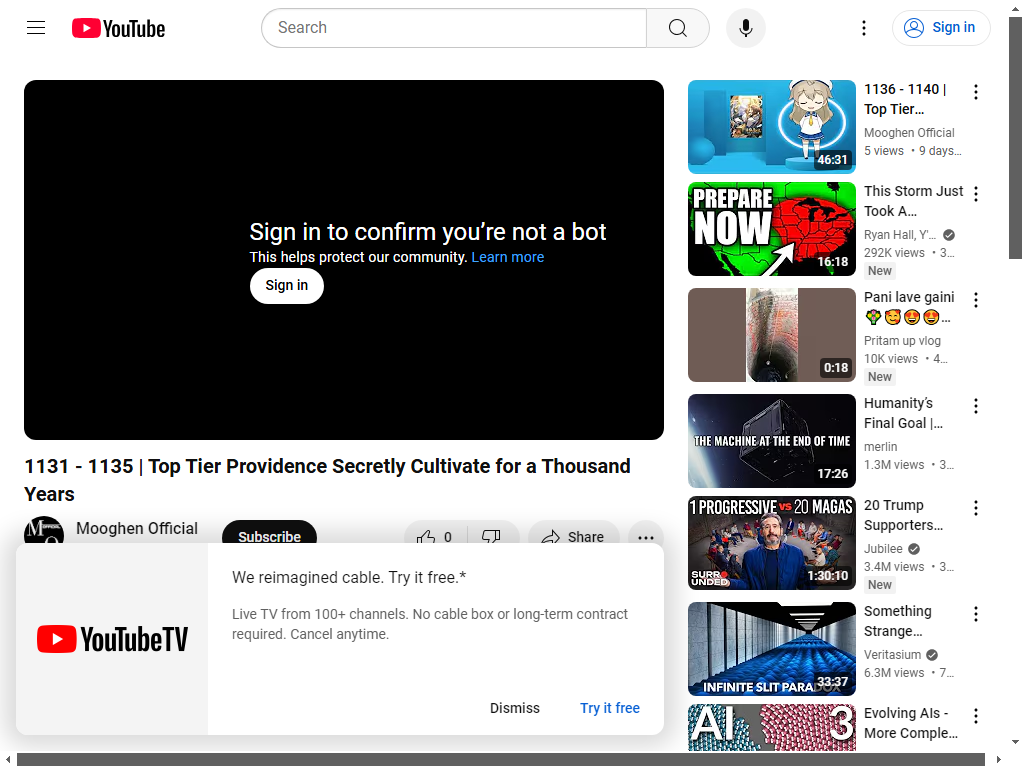 YouTube
Search
Sign in
Sign in to confirm you’re not a bot
This helps protect our community. Learn more
Sign in
1131 - 1135 | Top Tier Providence Secretly Cultivate for a Thousand
Years
Mooghen Official
Subscribe
0
Share
YouTubeTV
We reimagined cable. Try it free.*
Live TV from 100+ channels. No cable box or long-term contract
required. Cancel anytime.
Dismiss
Try it free
46:31
1136 - 1140 |
Top Tier…
Mooghen Official
5 views • 9 days…
PREPARE
NOW
16:18
This Storm Just
Took A…
Ryan Hall, Y'…
292K views • 3…
New
0:18
Pani lave gaini
Pritam up vlog
10K views • 4…
New
THE MACHINE AT THE END OF TIME
17:26
Humanity’s
Final Goal |…
merlin
1.3M views • 3…
1 PROGRESSIVE VS 20 MAGAS
SURROUNDED
1:30:10
20 Trump
Supporters…
Jubilee
3.4M views • 3…
New
INFINITE SLIT PARADOX
33:37
Something
Strange…
Veritasium
6.3M views • 7…
AI 3
Evolving AIs -
More Comple…